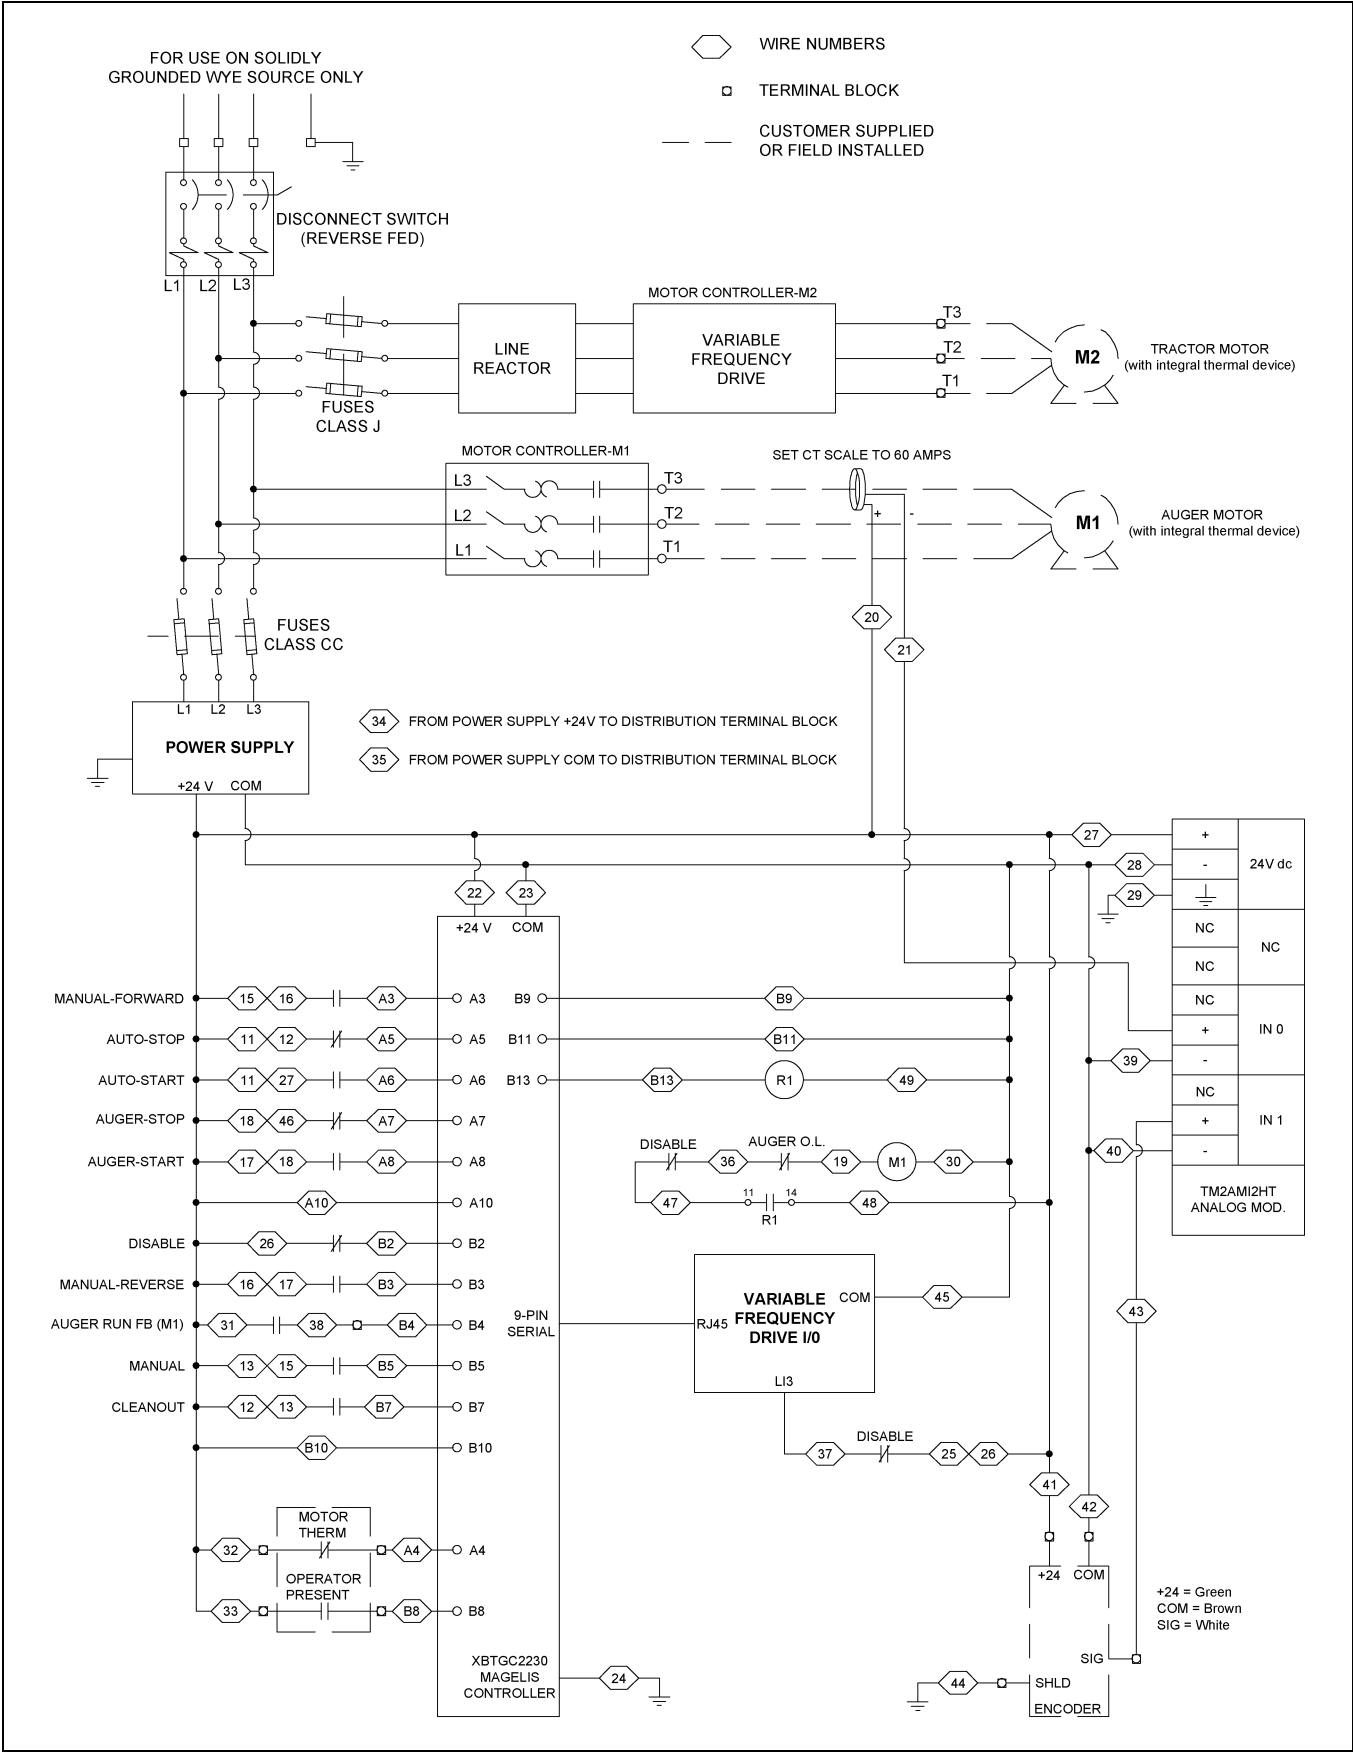 FOR USE ON SOLIDLY
GROUNDED WYE SOURCE ONLY
WIRE NUMBERS
TERMINAL BLOCK
CUSTOMER SUPPLIED
OR FIELD INSTALLED
DISCONNECT SWITCH
(REVERSE FED)
L1 L2 L3
MOTOR CONTROLLER-M2
LINE
REACTOR
VARIABLE
FREQUENCY
DRIVE
T3
T2
T1
M2
TRACTOR MOTOR
(with integral thermal device)
FUSES
CLASS J
MOTOR CONTROLLER-M1
SET CT SCALE TO 60 AMPS
L3 T3
L2 T2
L1 T1
+ -
M1
AUGER MOTOR
(with integral thermal device)
FUSES
CLASS CC
20
21
L1 L2 L3
POWER SUPPLY
+24 V COM
34 FROM POWER SUPPLY +24V TO DISTRIBUTION TERMINAL BLOCK
35 FROM POWER SUPPLY COM TO DISTRIBUTION TERMINAL BLOCK
27 +
28 - 24V dc
29
22 23
+24 V COM
NC
NC
NC
NC
+ IN 0
39 -
NC
+ IN 1
40 -
TM2AMI2HT
ANALOG MOD.
MANUAL-FORWARD 15 16 A3 A3 B9 B9
AUTO-STOP 11 12 A5 A5 B11 B11
AUTO-START 11 27 A6 A6 B13 B13 R1 49
AUGER-STOP 18 46 A7 A7
DISABLE AUGER O.L.
AUGER-START 17 18 A8 A8 36 19 M1 30
A10 A10 47 11 14 48
R1
DISABLE 26 B2 B2
MANUAL-REVERSE 16 17 B3 B3
AUGER RUN FB (M1) 31 38 B4 B4
9-PIN
SERIAL
RJ45
VARIABLE
FREQUENCY
DRIVE I/0
COM 45
LI3
43
MANUAL 13 15 B5 B5
CLEANOUT 12 13 B7 B7
B10 B10
37 DISABLE 25 26
41
42
MOTOR
THERM
32 A4 A4
OPERATOR
PRESENT
33 B8 B8
+24 COM
+24 = Green
COM = Brown
SIG = White
XBTGC2230
MAGELIS
CONTROLLER
24
SIG
44 SHLD
ENCODER